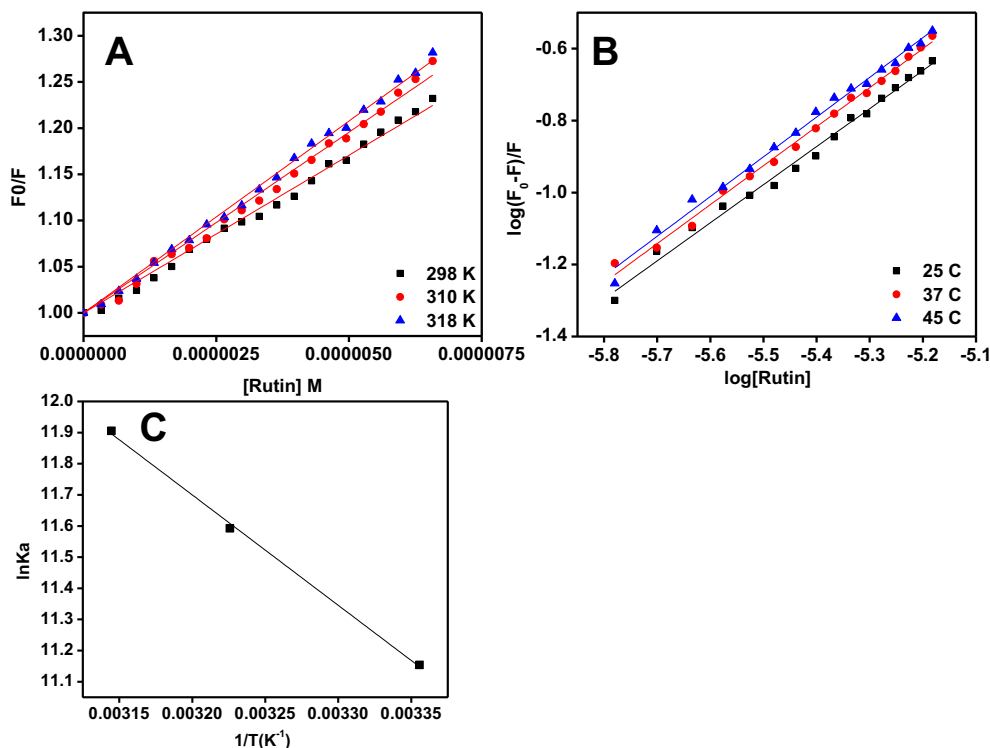 A
F0/F
1.30
1.25
1.20
1.15
1.10
1.05
1.00
298 K
310 K
318 K
0.0000000
0.0000025
0.0000050
0.0000075
[Rutin] M
B
log(F₀-F)/F
-0.6
-0.8
-1.0
-1.2
-1.4
25 C
37 C
45 C
-5.8
-5.7
-5.6
-5.5
-5.4
-5.3
-5.2
-5.1
log[Rutin]
C
lnKa
12.0
11.9
11.8
11.7
11.6
11.5
11.4
11.3
11.2
11.1
0.00315
0.00320
0.00325
0.00330
0.00335
1/T(K⁻¹)